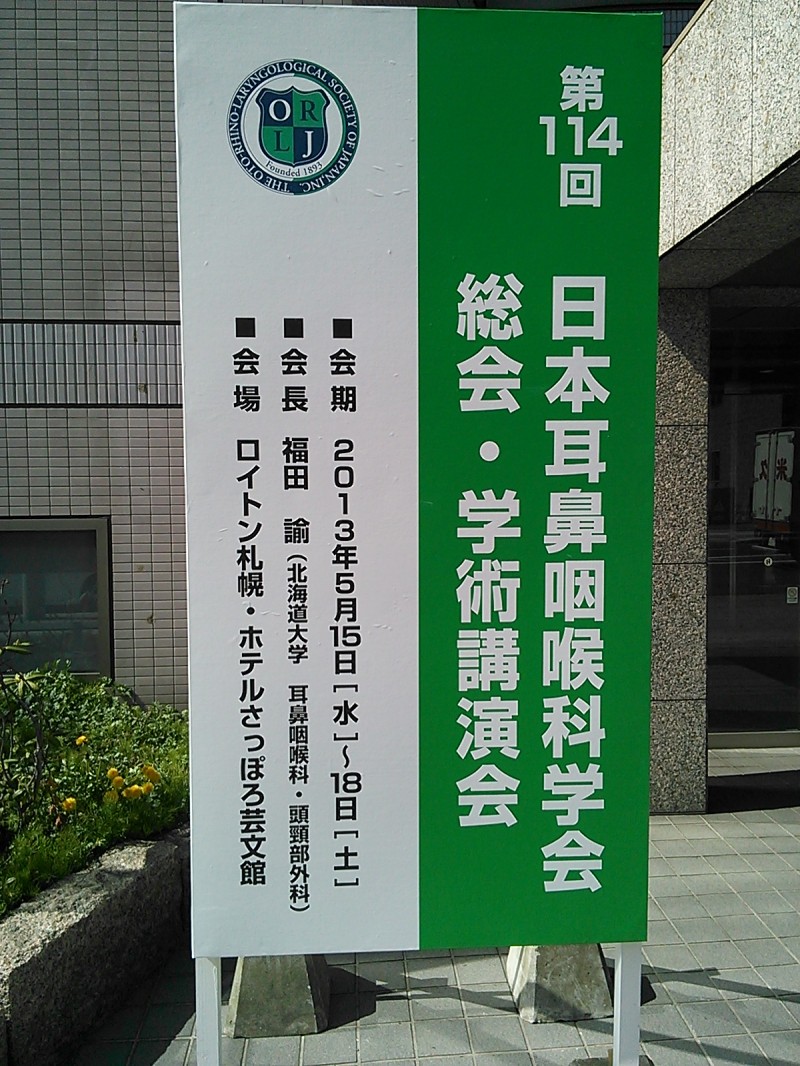 第114回
日本耳鼻咽喉科学会
総会・学術講演会
■会期 2013年5月15日[水]～18日[土]
■会長 福田 諭(北海道大学 耳鼻咽喉科・頭頸部外科)
■会場 ロイトン札幌・ホテルさっぽろ芸文館
THE OTO-RHINO-LARYNGOLOGICAL SOCIETY OF JAPAN,INC.
O R
L J
Founded 1893